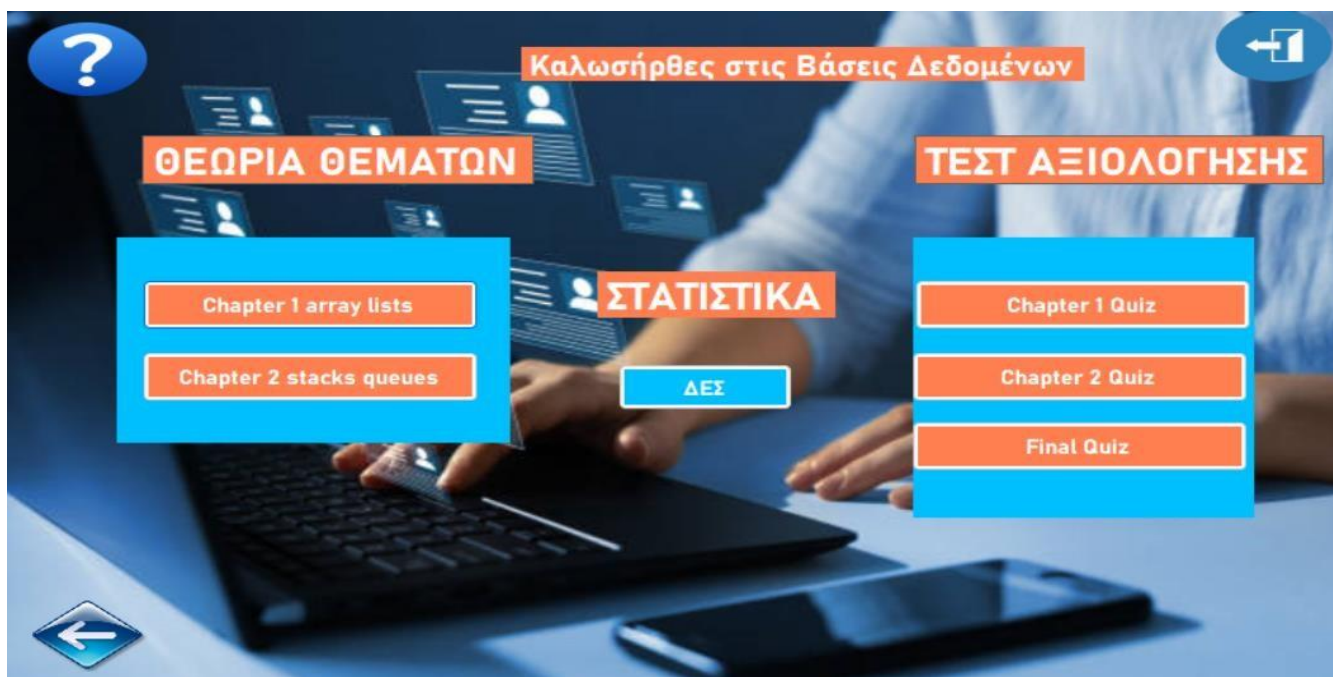 ?
Καλωσήρθες στις Βάσεις Δεδομένων
ΘΕΩΡΙΑ ΘΕΜΑΤΩΝ
ΤΕΣΤ ΑΞΙΟΛΟΓΗΣΗΣ
Chapter 1 array lists
Chapter 2 stacks queues
ΣΤΑΤΙΣΤΙΚΑ
ΔΕΣ
Chapter 1 Quiz
Chapter 2 Quiz
Final Quiz